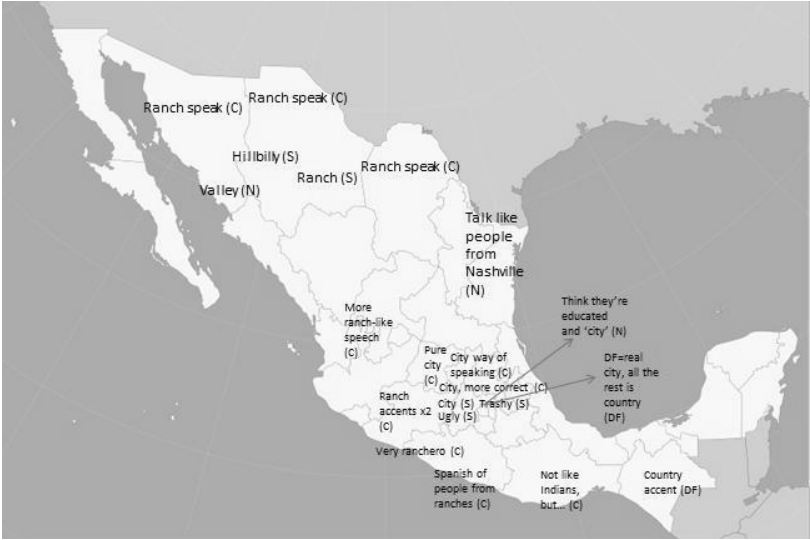 Ranch speak (C)
Ranch speak (C)
Hillbilly (S)
Ranch (S)
Ranch speak (C)
Valley (N)
Talk like
people
from
Nashville
(N)
More
ranch-like
speech
(C)
Think they're
educated
and 'city' (N)
Pure
city
(C)
City way of
speaking (C)
City, more correct (C)
City (S)
Trashy (S)
Ugly (S)
DF=real
city, all the
rest is
country
(DF)
Ranch
accents x2
(C)
Very ranchero (C)
Spanish of
people from
ranches (C)
Not like
Indians,
but... (C)
Country
accent (DF)